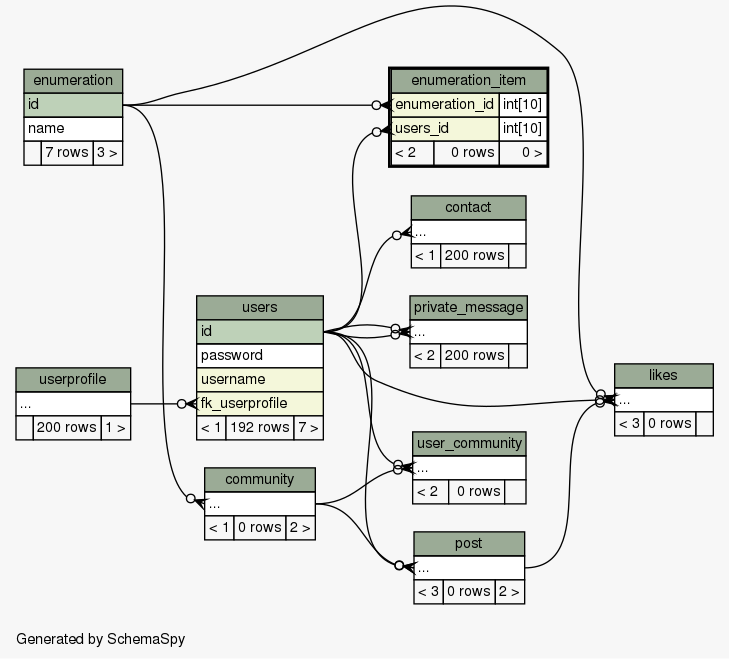 enumeration
id
name
7 rows 3 >
enumeration_item
enumeration_id int[10]
users_id int[10]
< 2 0 rows 0 >
contact
...
< 1 200 rows
users
id
password
username
fk_userprofile
< 1 192 rows 7 >
private_message
...
< 2 200 rows
userprofile
...
200 rows 1 >
likes
...
< 3 0 rows
user_community
...
< 2 0 rows
community
...
< 1 0 rows 2 >
post
...
< 3 0 rows 2 >
Generated by SchemaSpy